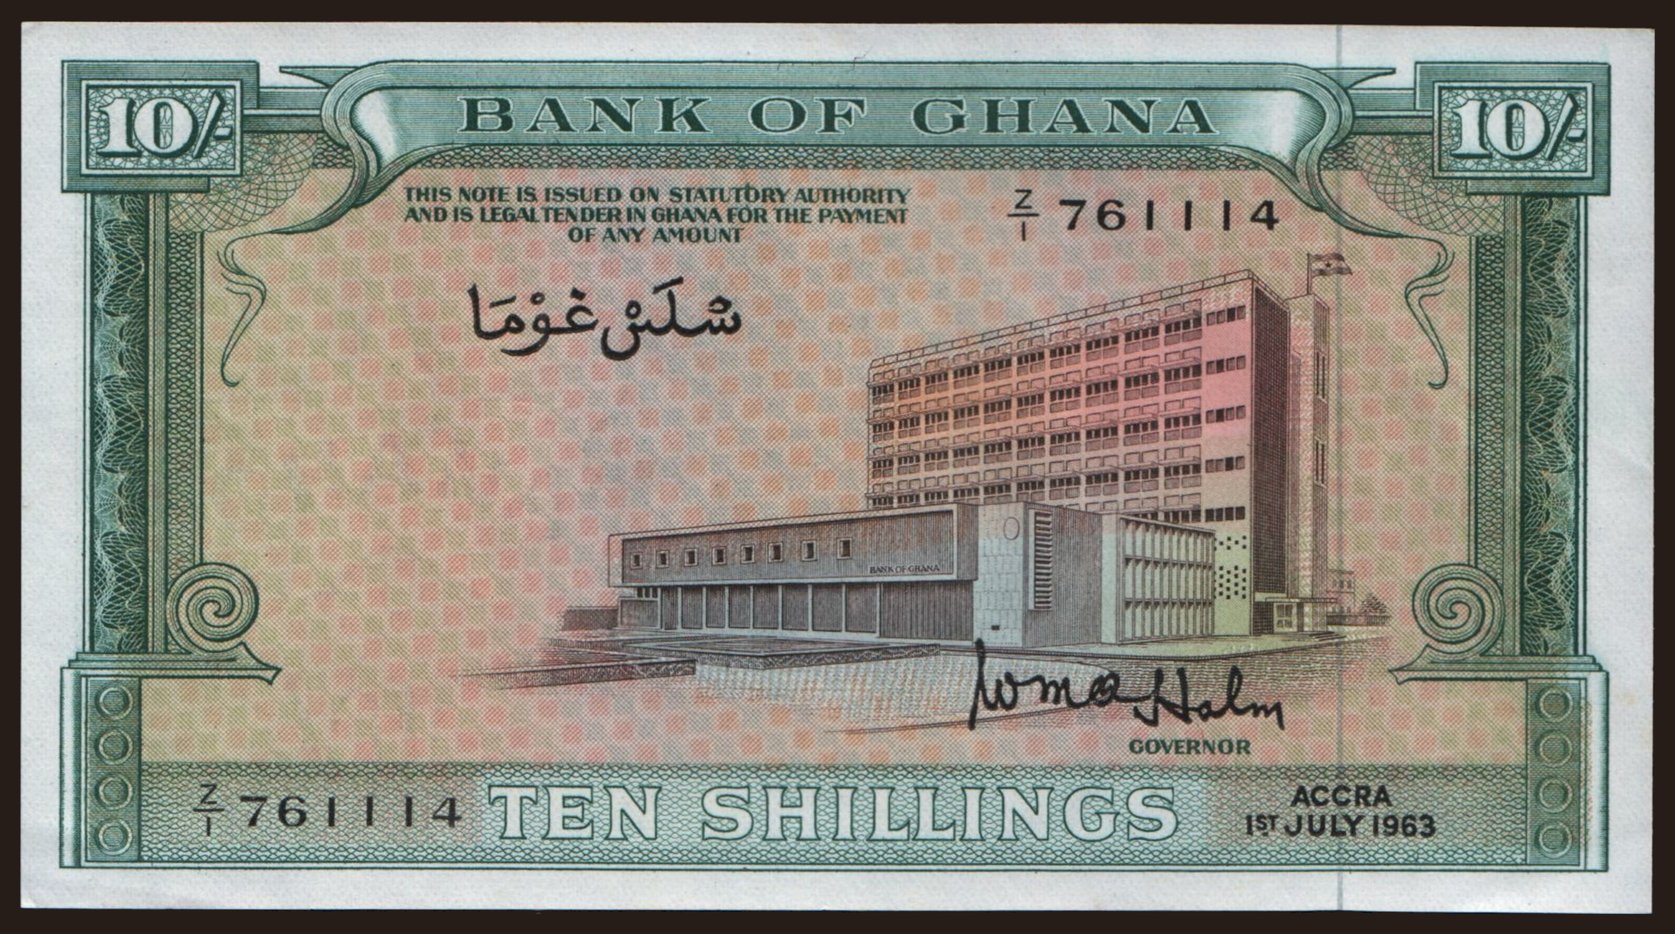 10/-
BANK OF GHANA
10/-
THIS NOTE IS ISSUED ON STATUTORY AUTHORITY
AND IS LEGAL TENDER IN GHANA FOR THE PAYMENT
OF ANY AMOUNT
Z/1 761114
شْلَسْ غَوْمَا
BANK OF GHANA
GOVERNOR
Z/1 761114
TEN SHILLINGS
ACCRA
1ST JULY 1963